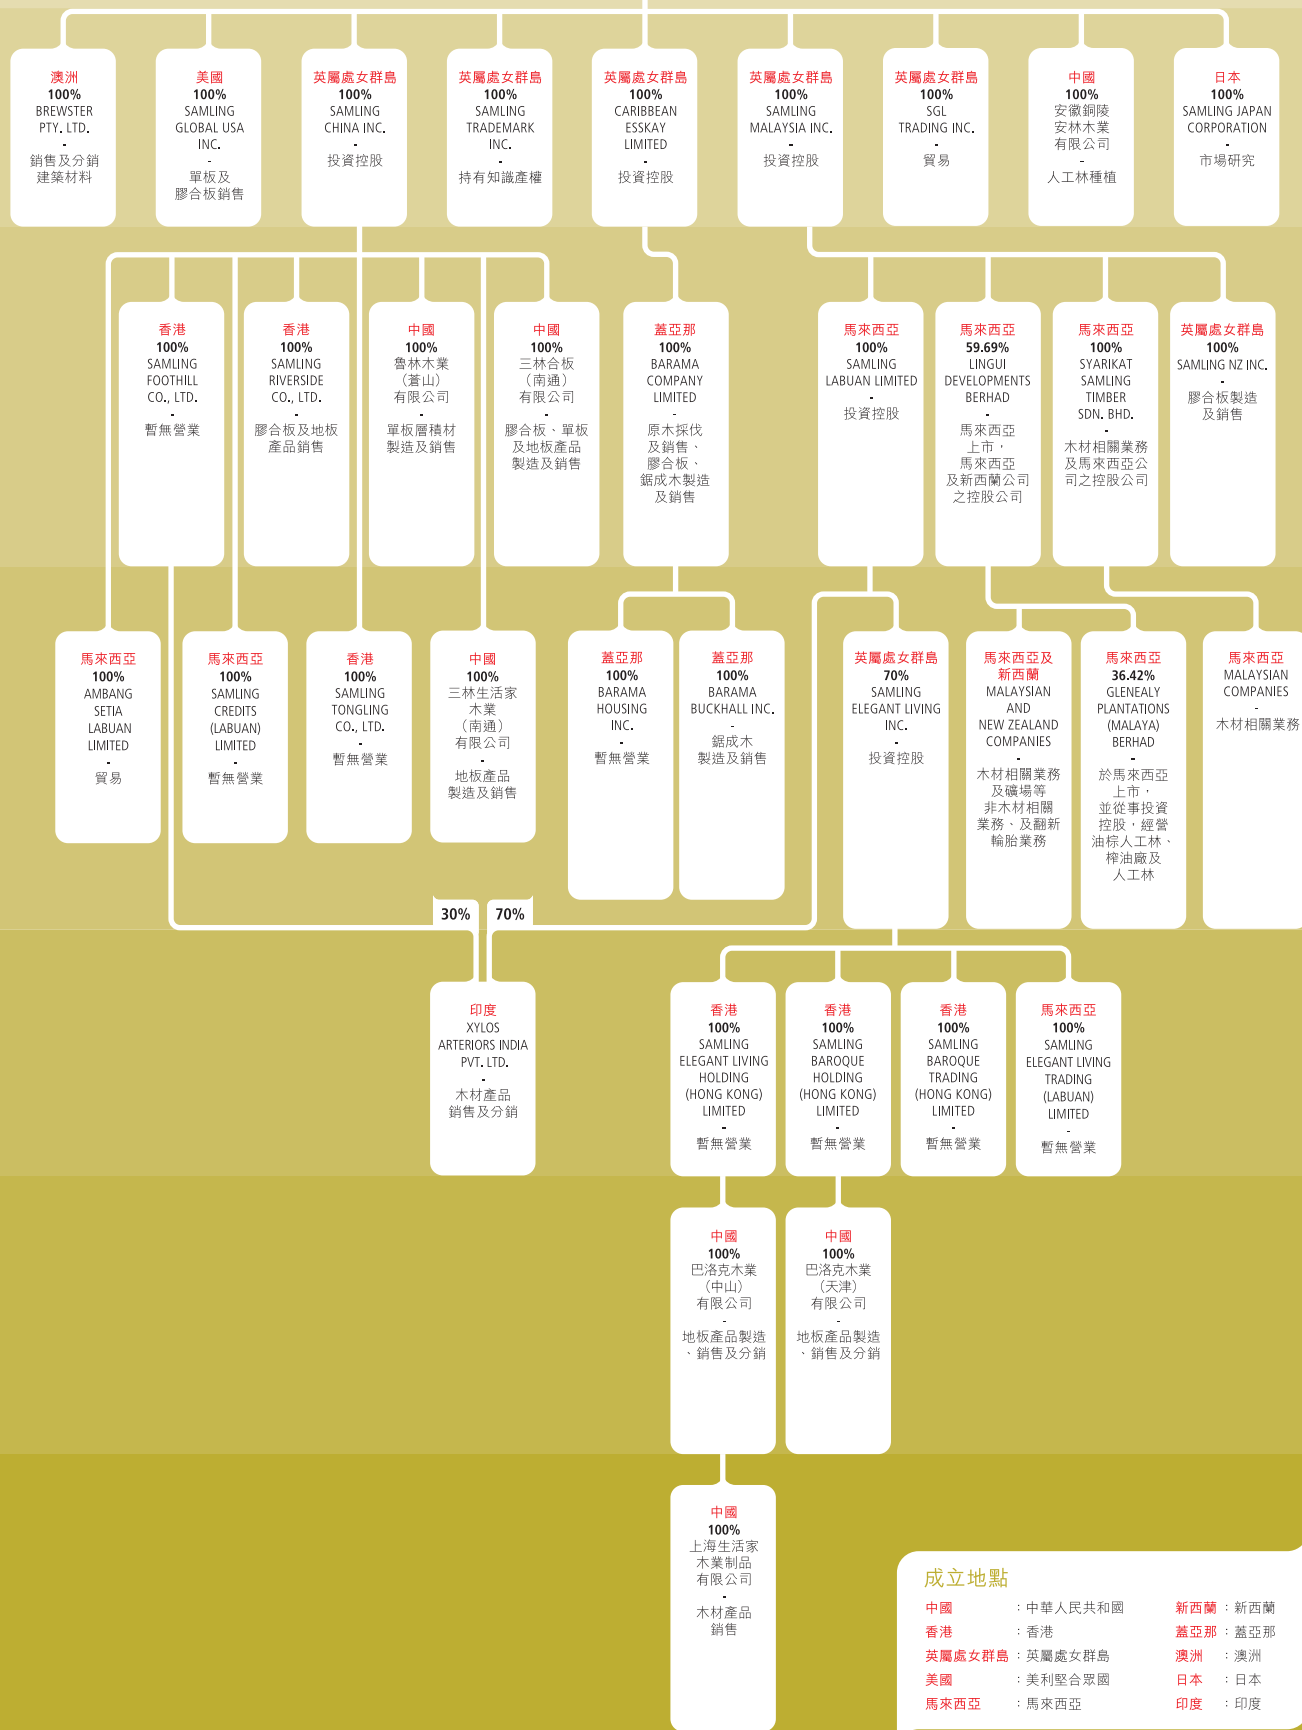 澳洲
100%
BREWSTER
PTY. LTD.
-
銷售及分銷
建築材料
美國
100%
SAMLING
GLOBAL USA
INC.
-
單板及
膠合板銷售
英屬處女群島
100%
SAMLING
CHINA INC.
-
投資控股
英屬處女群島
100%
SAMLING
TRADEMARK
INC.
-
持有知識產權
英屬處女群島
100%
CARIBBEAN
ESSKAY
LIMITED
-
投資控股
英屬處女群島
100%
SAMLING
MALAYSIA INC.
-
投資控股
英屬處女群島
100%
SGL
TRADING INC.
-
貿易
中國
100%
安徽銅陵
安林木業
有限公司
-
人工林種植
日本
100%
SAMLING JAPAN
CORPORATION
-
市場研究
香港
100%
SAMLING
FOOTHILL
CO., LTD.
-
暫無營業
香港
100%
SAMLING
RIVERSIDE
CO., LTD.
-
膠合板及地板
產品銷售
中國
100%
魯林木業
（蒼山）
有限公司
-
單板層積材
製造及銷售
中國
100%
三林合板
（南通）
有限公司
-
膠合板、單板
及地板產品
製造及銷售
蓋亞那
100%
BARAMA
COMPANY
LIMITED
-
原木採伐
及銷售、
膠合板、
鋸成木製造
及銷售
馬來西亞
100%
SAMLING
LABUAN LIMITED
-
投資控股
馬來西亞
59.69%
LINGUI
DEVELOPMENTS
BERHAD
-
馬來西亞
上市，
馬來西亞
及新西蘭公司
之控股公司
馬來西亞
100%
SYARIKAT
SAMLING
TIMBER
SDN. BHD.
-
木材相關業務
及馬來西亞公
司之控股公司
英屬處女群島
100%
SAMLING NZ INC.
-
膠合板製造
及銷售
馬來西亞
100%
AMBANG
SETIA
LABUAN
LIMITED
-
貿易
馬來西亞
100%
SAMLING
CREDITS
(LABUAN)
LIMITED
-
暫無營業
香港
100%
SAMLING
TONGLING
CO., LTD.
-
暫無營業
中國
100%
三林生活家
木業
（南通）
有限公司
-
地板產品
製造及銷售
蓋亞那
100%
BARAMA
HOUSING
INC.
-
暫無營業
蓋亞那
100%
BARAMA
BUCKHALL INC.
-
鋸成木
製造及銷售
英屬處女群島
70%
SAMLING
ELEGANT LIVING
INC.
-
投資控股
馬來西亞及
新西蘭
MALAYSIAN
AND
NEW ZEALAND
COMPANIES
-
木材相關業務
及礦場等
非木材相關
業務、及翻新
輪胎業務
馬來西亞
36.42%
GLENEALY
PLANTATIONS
(MALAYA)
BERHAD
-
於馬來西亞
上市，
並從事投資
控股，經營
油棕人工林、
榨油廠及
人工林
馬來西亞
MALAYSIAN
COMPANIES
-
木材相關業務
30% 70%
印度
XYLOS
ARTERIORS INDIA
PVT. LTD.
-
木材產品
銷售及分銷
香港
100%
SAMLING
ELEGANT LIVING
HOLDING
(HONG KONG)
LIMITED
-
暫無營業
香港
100%
SAMLING
BAROQUE
HOLDING
(HONG KONG)
LIMITED
-
暫無營業
香港
100%
SAMLING
BAROQUE
TRADING
(HONG KONG)
LIMITED
-
暫無營業
馬來西亞
100%
SAMLING
ELEGANT LIVING
TRADING
(LABUAN)
LIMITED
-
暫無營業
中國
100%
巴洛克木業
（中山）
有限公司
-
地板產品製造
、銷售及分銷
中國
100%
巴洛克木業
（天津）
有限公司
-
地板產品製造
、銷售及分銷
中國
100%
上海生活家
木業制品
有限公司
-
木材產品
銷售
成立地點
中國 : 中華人民共和國
香港 : 香港
英屬處女群島 : 英屬處女群島
美國 : 美利堅合眾國
馬來西亞 : 馬來西亞
新西蘭 : 新西蘭
蓋亞那 : 蓋亞那
澳洲 : 澳洲
日本 : 日本
印度 : 印度